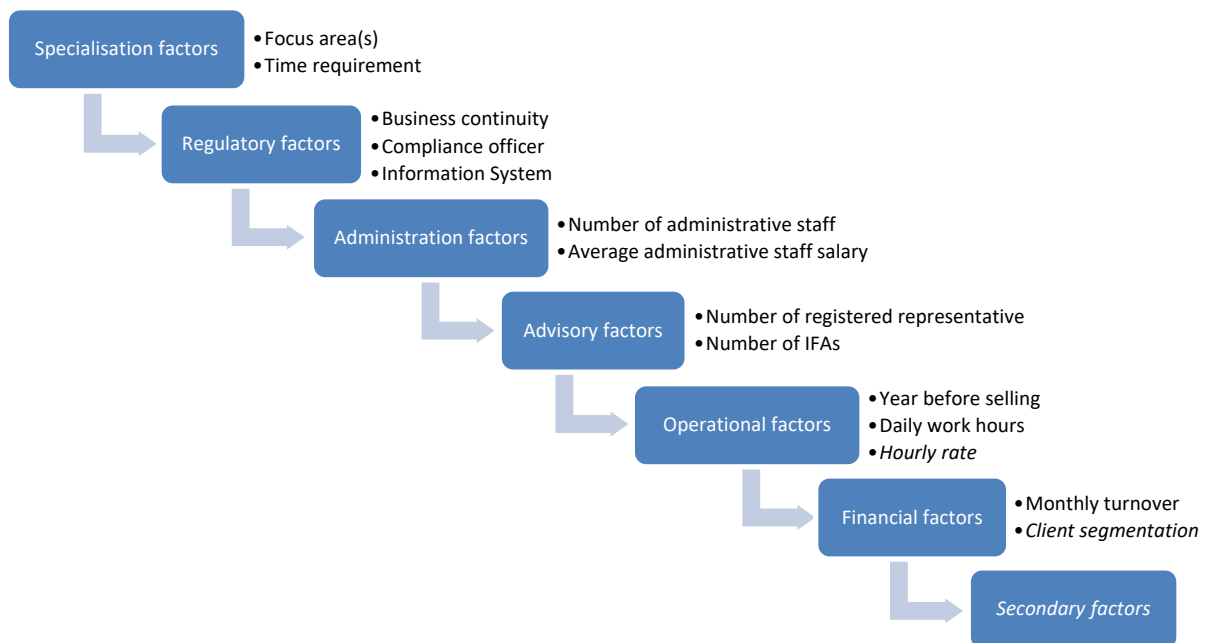 Specialisation factors
•Focus area(s)
•Time requirement
Regulatory factors
•Business continuity
•Compliance officer
•Information System
Administration factors
•Number of administrative staff
•Average administrative staff salary
Advisory factors
•Number of registered representative
•Number of IFAs
Operational factors
•Year before selling
•Daily work hours
•Hourly rate
Financial factors
•Monthly turnover
•Client segmentation
Secondary factors